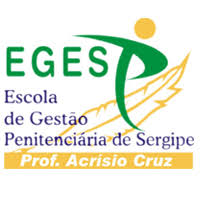 EGESP
Escola
de Gestão
Penitenciária de Sergipe
Prof. Acrísio Cruz